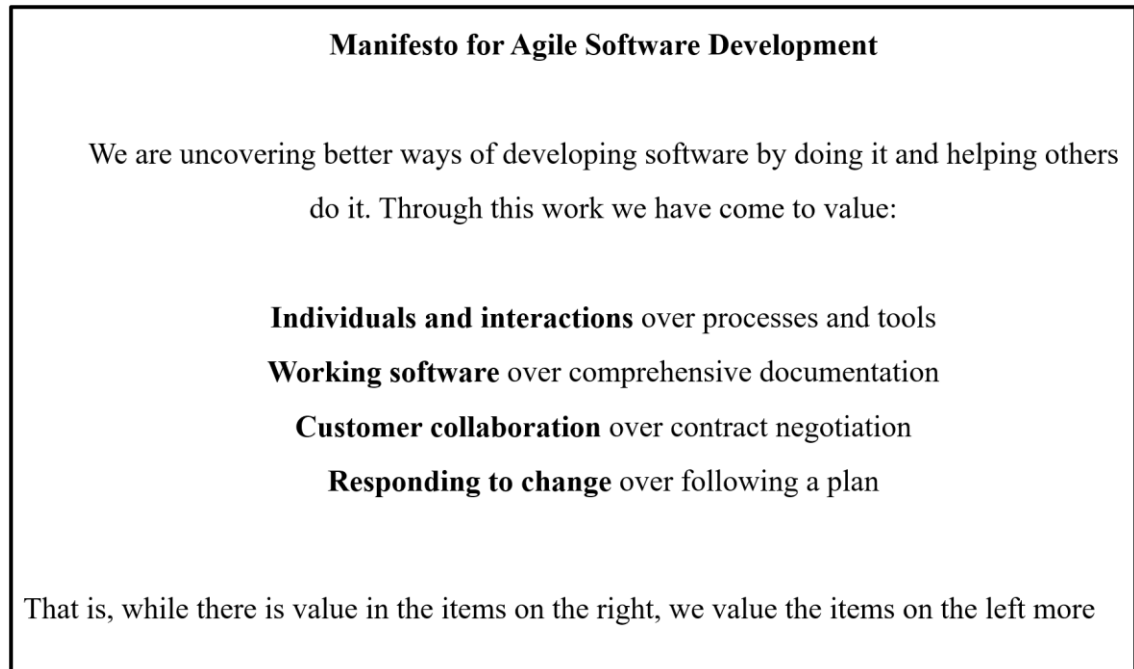 Manifesto for Agile Software Development
We are uncovering better ways of developing software by doing it and helping others
do it. Through this work we have come to value:
Individuals and interactions over processes and tools
Working software over comprehensive documentation
Customer collaboration over contract negotiation
Responding to change over following a plan
That is, while there is value in the items on the right, we value the items on the left more